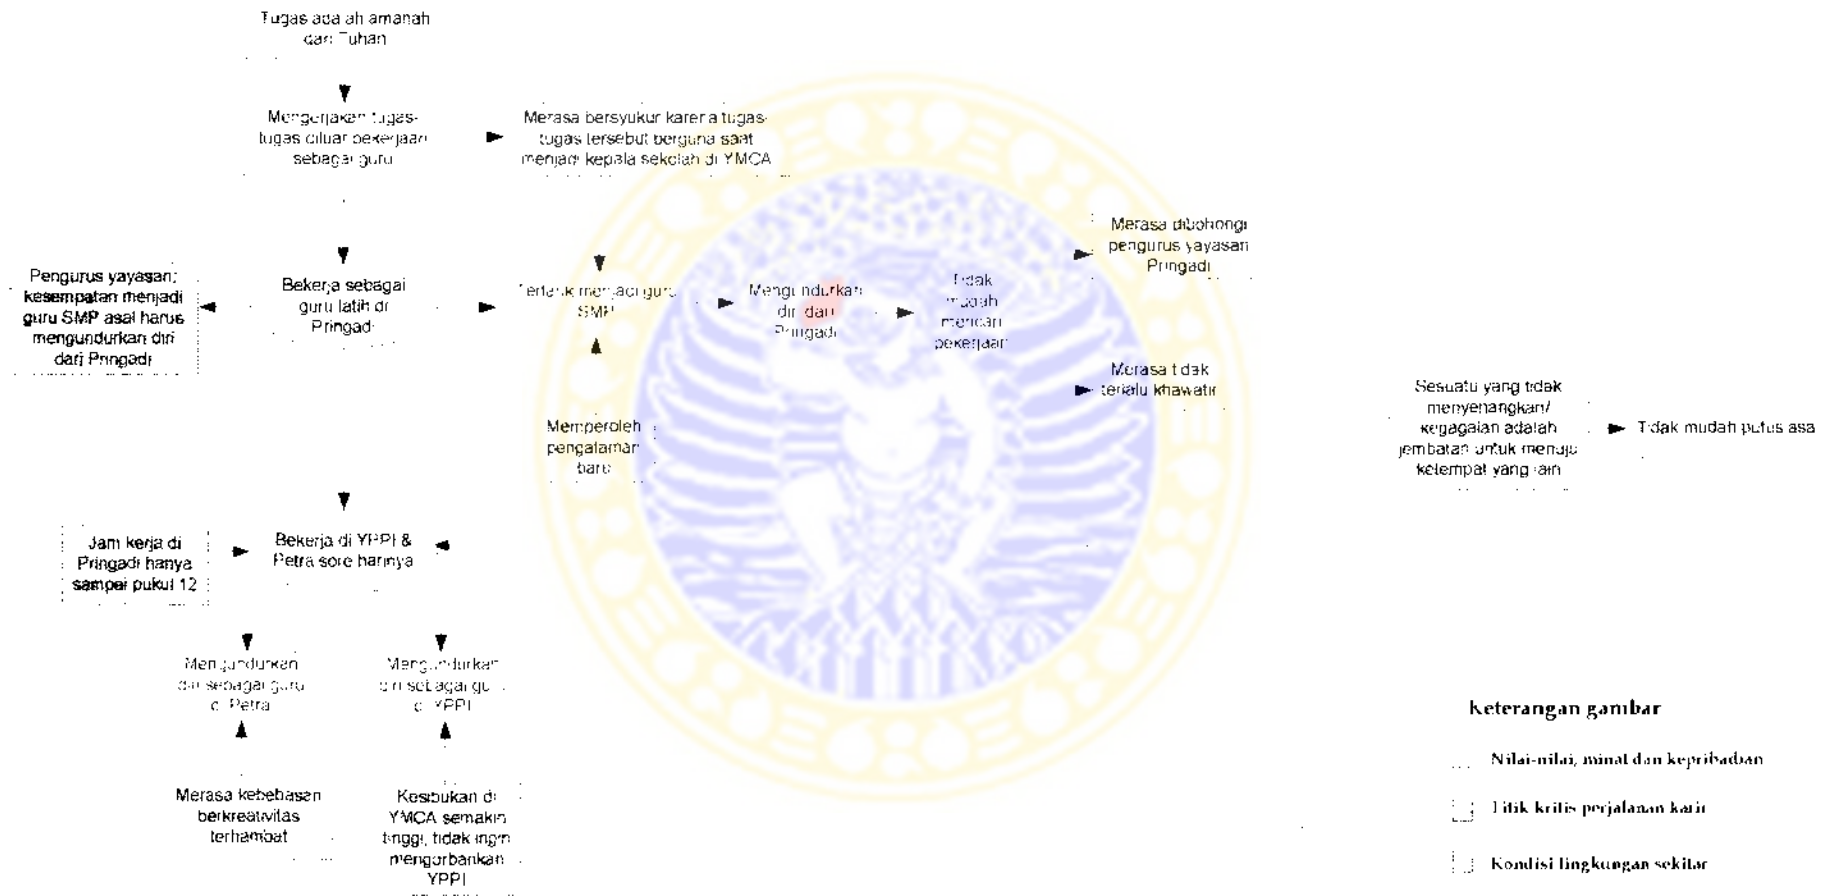 Tugas adalah amanah
dari Tuhan
Mengerjakan tugas-
tugas diluar pekerjaan
sebagai guru
Merasa bersyukur karena tugas-
tugas tersebut berguna saat
menjadi kepala sekolah di YMCA
Pengurus yayasan;
kesempatan menjadi
guru SMP asal harus
mengundurkan diri
dari Pringadi
Bekerja sebagai
guru latih di
Pringadi
Tertarik menjadi guru
SMP
Mengundurkan
diri dari
Pringadi
Tidak
mudah
mencari
pekerjaan
Merasa dibohongi
pengurus yayasan
Pringadi
Merasa tidak
terlalu khawatir
Memperoleh
pengalaman
baru
Sesuatu yang tidak
menyenangkan/
kegagalan adalah
jembatan untuk menuju
ketempat yang lain
Tidak mudah putus asa
Jam kerja di
Pringadi hanya
sampai pukul 12
Bekerja di YPPI &
Petra sore harinya
Mengundurkan
diri sebagai guru
di Petra
Mengundurkan
diri sebagai guru
di YPPI
Merasa kebebasan
berkreativitas
terhambat
Kesibukan di
YMCA semakin
tinggi, tidak ingin
mengorbankan
YPPI
Keterangan gambar
Nilai-nilai, minat dan kepribadian
Titik kritis perjalanan karir
Kondisi lingkungan sekitar